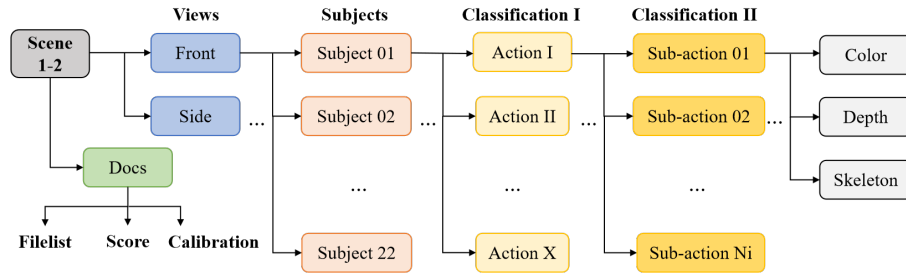 Views Subjects Classification I Classification II
Scene 1-2 Front Subject 01 Action I Sub-action 01 Color
Side ... Subject 02 ... Action II ... Sub-action 02 ... Depth
Docs ... ... ... Skeleton
Filelist Score Calibration Subject 22 Action X Sub-action Ni